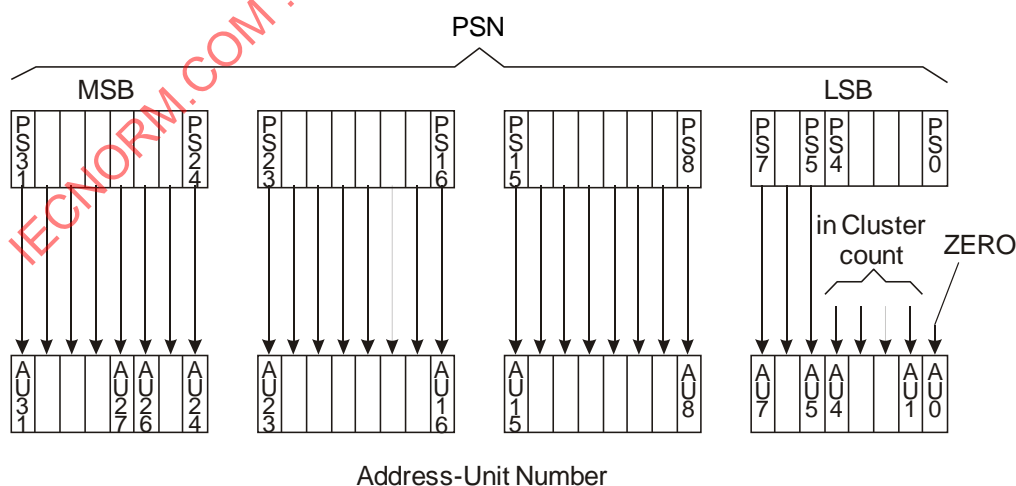 IECNORM.COM
PSN
MSB
LSB
PS31 PS24 PS23 PS16 PS15 PS8 PS7 PS5 PS4 PS0
in Cluster
count
ZERO
AU31 AU27 AU26 AU24 AU23 AU16 AU15 AU8 AU7 AU5 AU4 AU1 AU0
Address-Unit Number